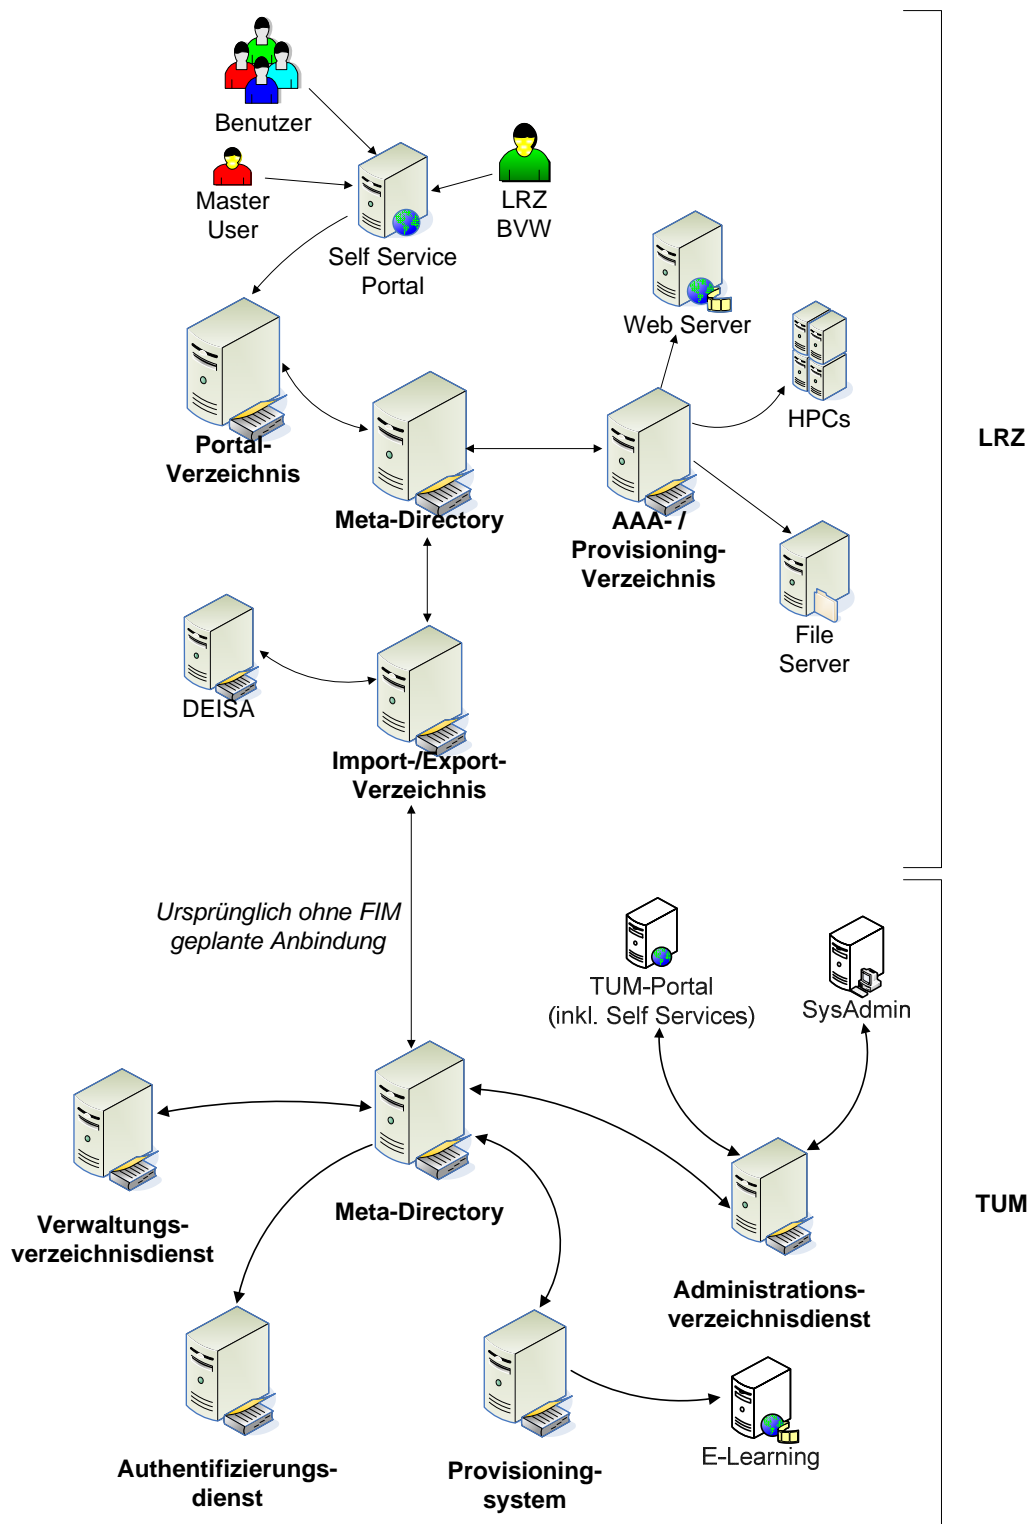 Benutzer
Master
User
LRZ
BVW
Self Service
Portal
Web Server
HPCs
Portal-
Verzeichnis
Meta-Directory
AAA- /
Provisioning-
Verzeichnis
LRZ
File
Server
DEISA
Import-/Export-
Verzeichnis
Ursprünglich ohne FIM
geplante Anbindung
TUM-Portal
(inkl. Self Services)
SysAdmin
Verwaltungs-
verzeichnisdienst
Meta-Directory
TUM
Administrations-
verzeichnisdienst
Authentifizierungs-
dienst
Provisioning-
system
E-Learning